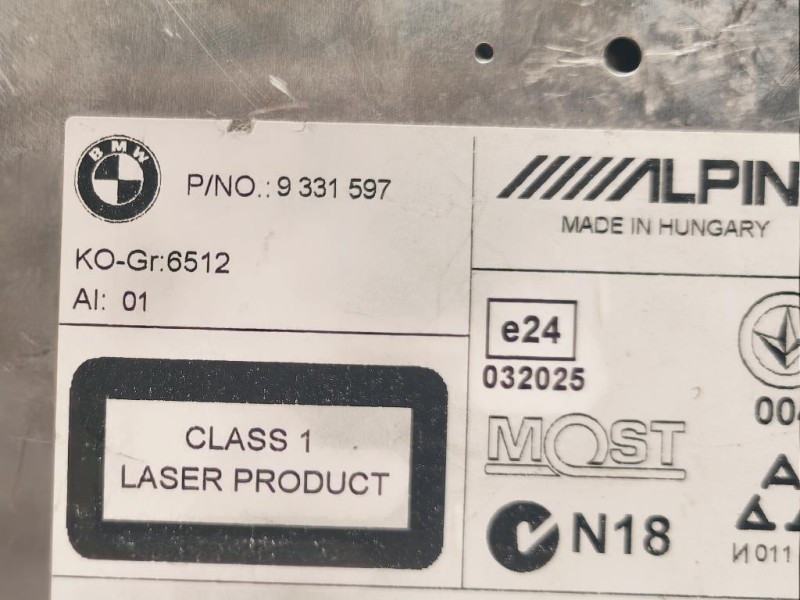 BMW
P/NO.: 9 331 597
KO-Gr:6512
AI: 01
ALPIN
MADE IN HUNGARY
e24
032025
MOST
N18
CLASS 1
LASER PRODUCT
00
И 011